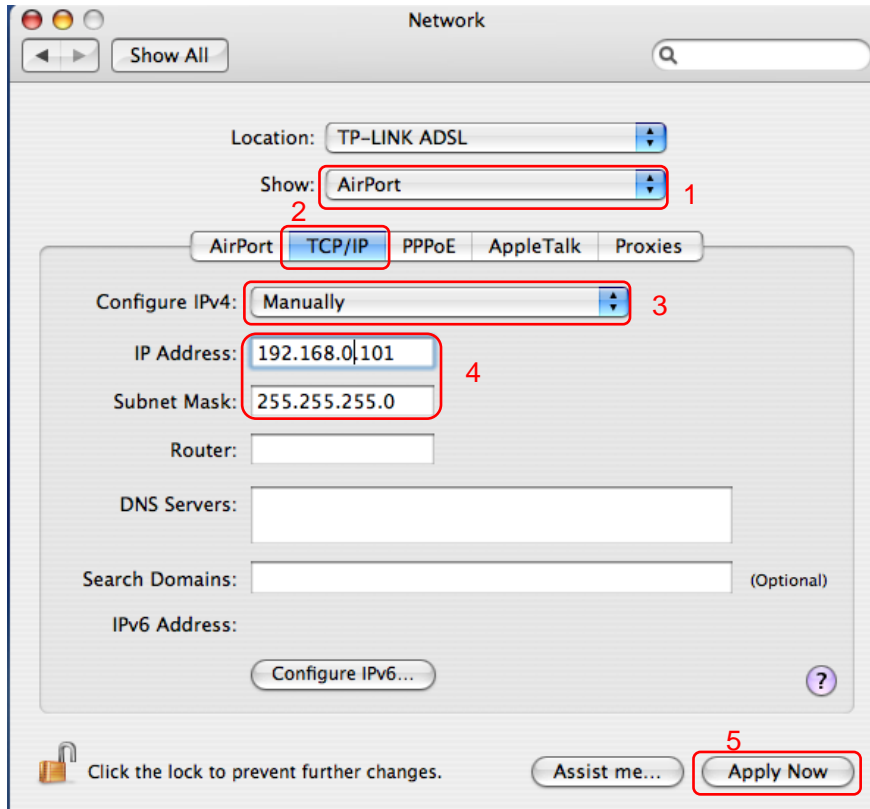 Network
Show All
Location: TP-LINK ADSL
Show: AirPort 1
2
AirPort TCP/IP PPPoE AppleTalk Proxies
Configure IPv4: Manually 3
IP Address: 192.168.0.101
4
Subnet Mask: 255.255.255.0
Router:
DNS Servers:
Search Domains: (Optional)
IPv6 Address:
Configure IPv6... ?
5
Click the lock to prevent further changes. Assist me... Apply Now